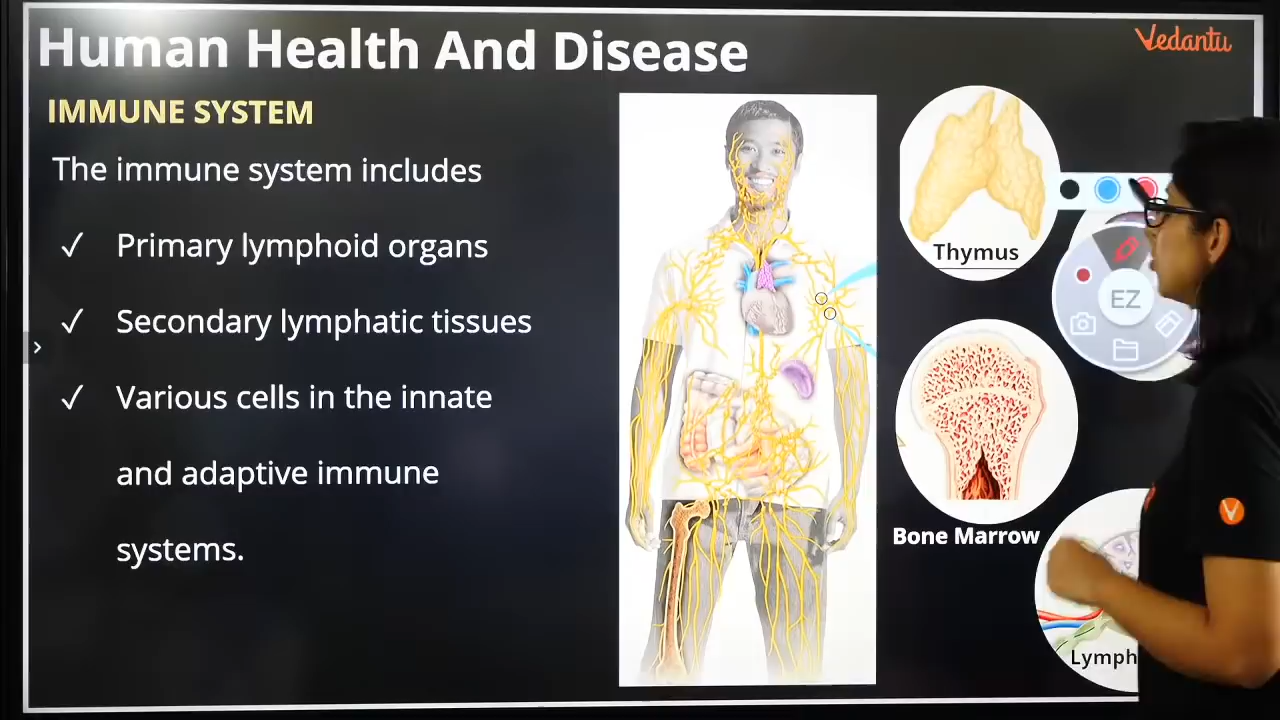 Human Health And Disease
Vedantu
IMMUNE SYSTEM
The immune system includes
✓ Primary lymphoid organs
✓ Secondary lymphatic tissues
✓ Various cells in the innate
and adaptive immune
systems.
Thymus
EZ
Bone Marrow
Lymph
V